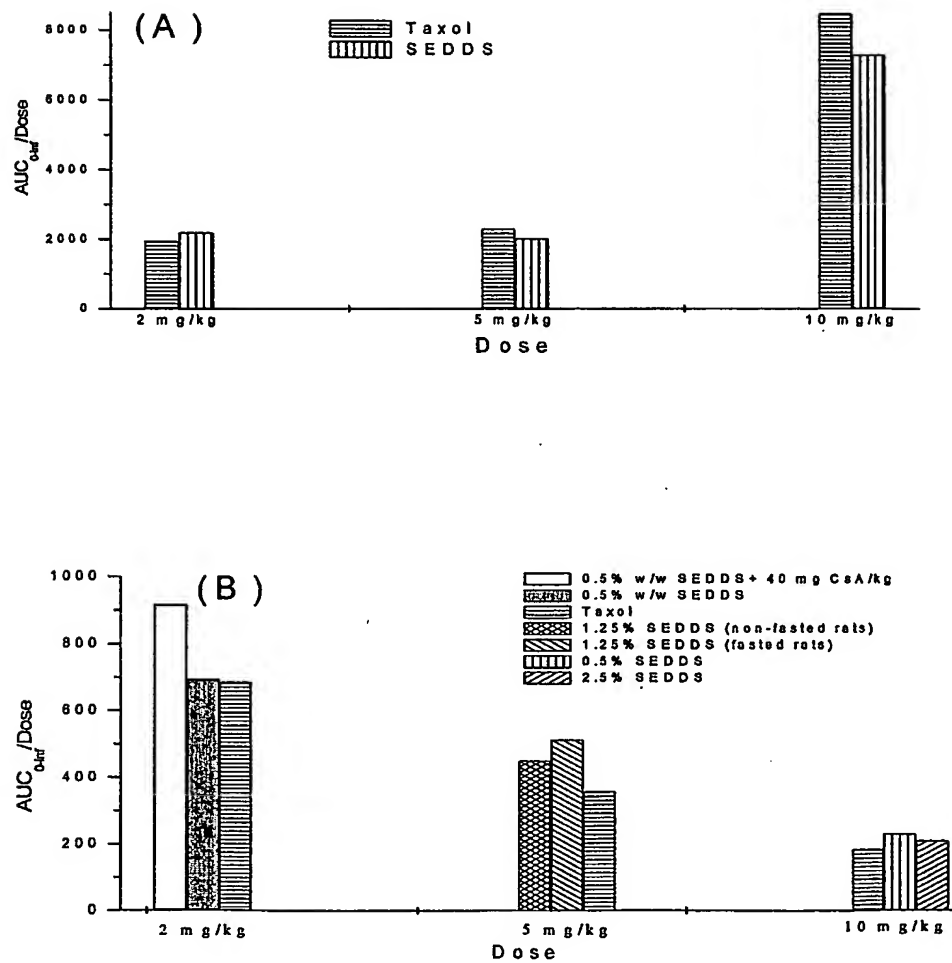 (A)
Taxol
SEDDS
8000
6000
4000
2000
0
AUC0-inf/Dose
2 mg/kg
5 mg/kg
10 mg/kg
Dose
(B)
0.5% w/w SEDDS+ 40 mg CsA/kg
0.5% w/w SEDDS
Taxol
1.25% SEDDS (non-fasted rats)
1.25% SEDDS (fasted rats)
0.5% SEDDS
2.5% SEDDS
1000
800
600
400
200
0
AUC0-inf/Dose
2 mg/kg
5 mg/kg
10 mg/kg
Dose